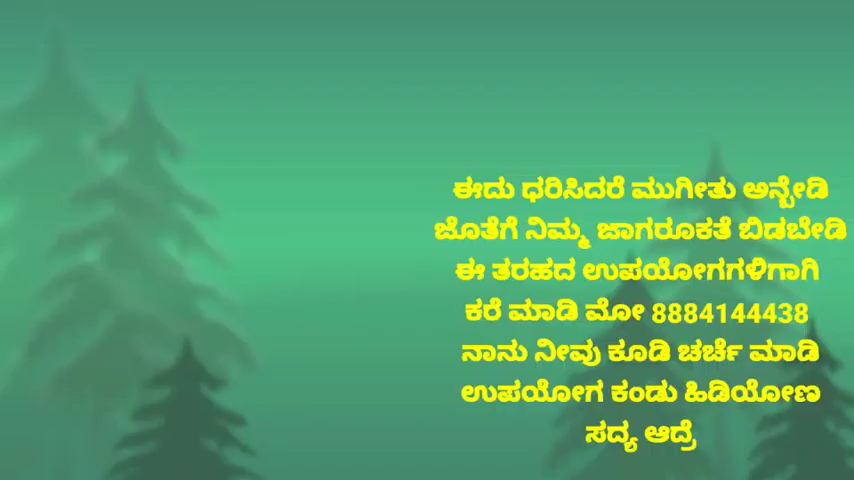 ಈದು ಧರಿಸಿದರೆ ಮುಗೀತು ಅನ್ಬೇಡಿ
ಜೊತೆಗೆ ನಿಮ್ಮ ಜಾಗರೂಕತೆ ಬಿಡಬೇಡಿ
ಈ ತರಹದ ಉಪಯೋಗಗಳಿಗಾಗಿ
ಕರೆ ಮಾಡಿ ಮೋ 8884144438
ನಾನು ನೀವು ಕೂಡಿ ಚರ್ಚೆ ಮಾಡಿ
ಉಪಯೋಗ ಕಂಡು ಹಿಡಿಯೋಣ
ಸದ್ಯ ಆದ್ರೆ